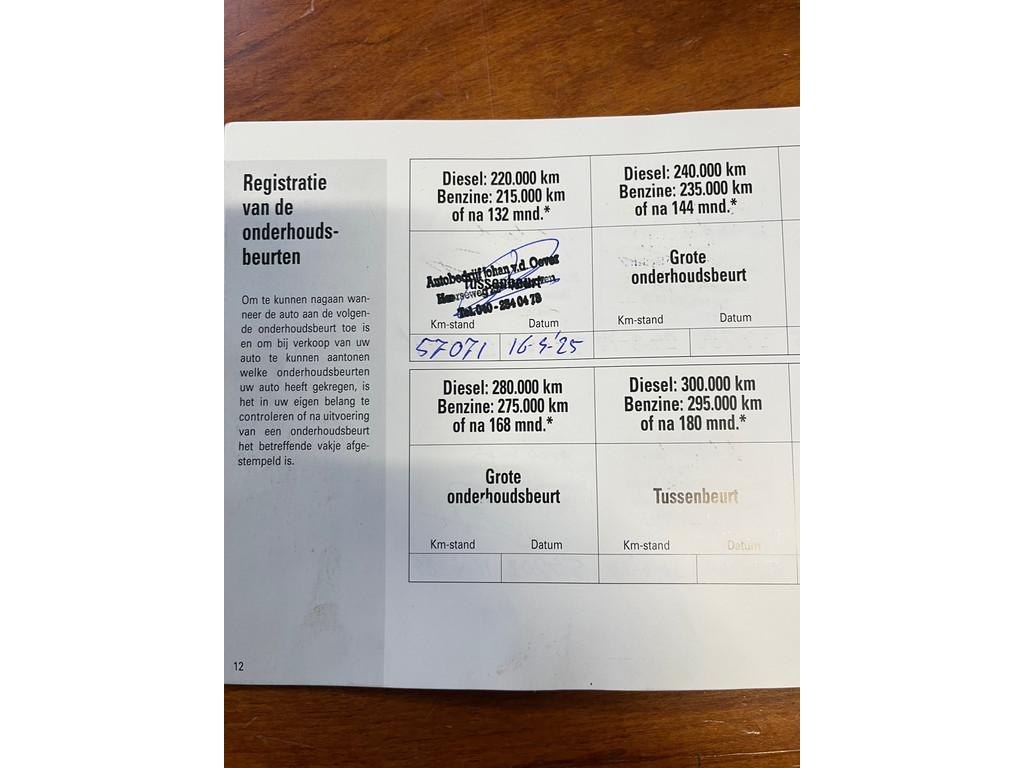 Registratie
van de
onderhouds-
beurten
Om te kunnen nagaan wan-
neer de auto aan de volgen-
de onderhoudsbeurt toe is
en om bij verkoop van uw
auto te kunnen aantonen
welke onderhoudsbeurten
uw auto heeft gekregen, is
het in uw eigen belang te
controleren of na uitvoering
van een onderhoudsbeurt
het betreffende vakje afge-
stempeld is.
12
Diesel: 220.000 km
Benzine: 215.000 km
of na 132 mnd.*
Autobedrijf Johan v.d. Oever
Tussenbeurt
Tel. 040 - 284 04 78
Km-stand Datum
57071 16-4-'25
Diesel: 240.000 km
Benzine: 235.000 km
of na 144 mnd.*
Grote
onderhoudsbeurt
Km-stand Datum
Diesel: 280.000 km
Benzine: 275.000 km
of na 168 mnd.*
Grote
onderhoudsbeurt
Km-stand Datum
Diesel: 300.000 km
Benzine: 295.000 km
of na 180 mnd.*
Tussenbeurt
Km-stand Datum